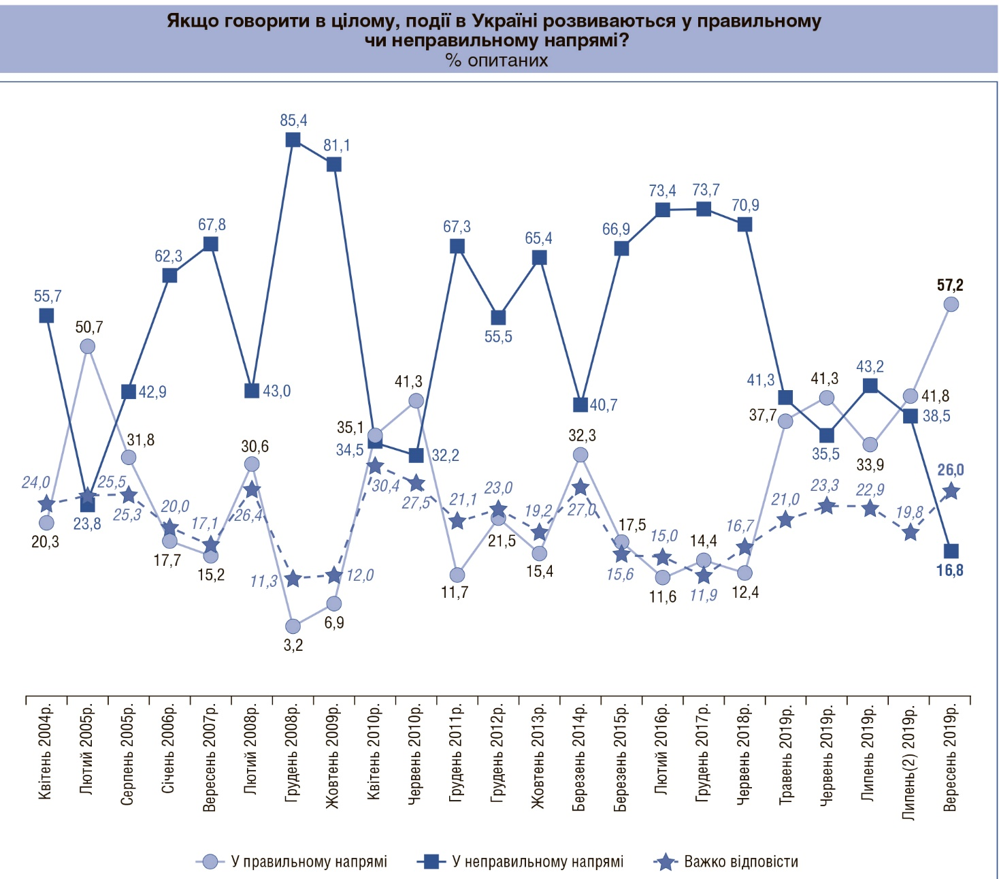 Якщо говорити в цілому, події в Україні розвиваються у правильному
чи неправильному напрямі?
% опитаних
85,4
81,1
73,4
73,7
70,9
67,8
67,3
66,9
65,4
62,3
57,2
55,7
55,5
50,7
41,3
43,2
41,3
41,3
42,9
43,0
40,7
41,8
38,5
37,7
35,1
34,5
32,2
35,5
33,9
31,8
30,6
32,3
24,0
25,5
25,3
23,8
20,3
20,0
17,1
17,7
15,2
26,4
11,3
12,0
3,2
6,9
30,4
27,5
21,1
23,0
19,2
27,0
21,5
11,7
15,4
17,5
15,0
15,6
11,6
14,4
11,9
16,7
12,4
21,0
23,3
22,9
19,8
26,0
16,8
Квітень 2004р.
Лютий 2005р.
Серпень 2005р.
Січень 2006р.
Вересень 2007р.
Лютий 2008р.
Грудень 2008р.
Жовтень 2009р.
Квітень 2010р.
Червень 2010р.
Грудень 2011р.
Грудень 2012р.
Жовтень 2013р.
Березень 2014р.
Березень 2015р.
Лютий 2016р.
Грудень 2017р.
Червень 2018р.
Травень 2019р.
Червень 2019р.
Липень 2019р.
Липень(2) 2019р.
Вересень 2019р.
У правильному напрямі
У неправильному напрямі
Важко відповісти